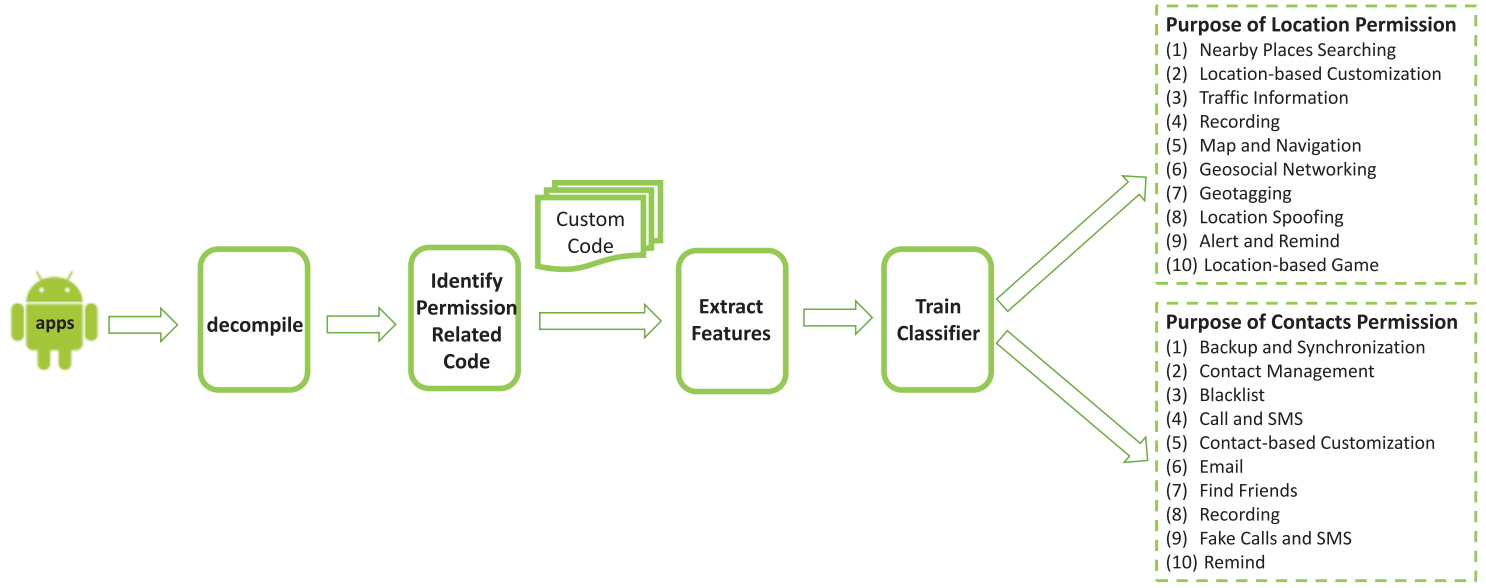 apps
decompile
Identify
Permission
Related
Code
Custom
Code
Extract
Features
Train
Classifier
Purpose of Location Permission
(1) Nearby Places Searching
(2) Location-based Customization
(3) Traffic Information
(4) Recording
(5) Map and Navigation
(6) Geosocial Networking
(7) Geotagging
(8) Location Spoofing
(9) Alert and Remind
(10) Location-based Game
Purpose of Contacts Permission
(1) Backup and Synchronization
(2) Contact Management
(3) Blacklist
(4) Call and SMS
(5) Contact-based Customization
(6) Email
(7) Find Friends
(8) Recording
(9) Fake Calls and SMS
(10) Remind